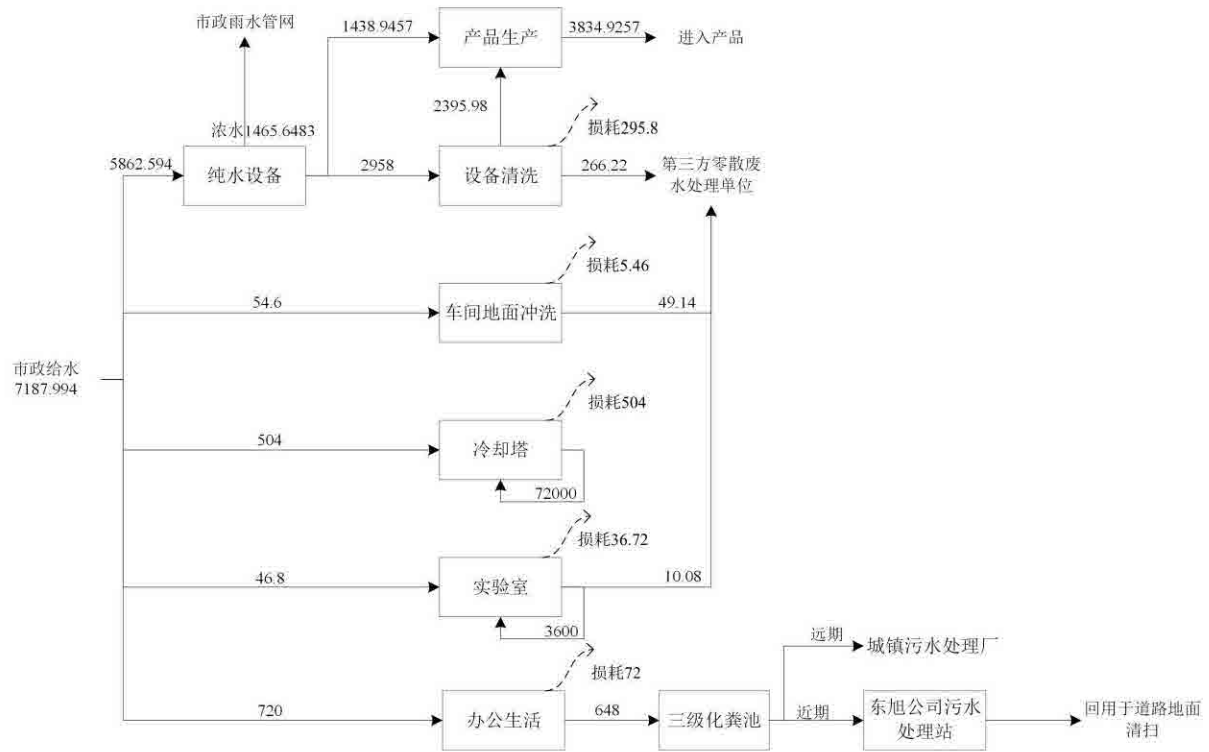 市政雨水管网
1438.9457
产品生产
3834.9257
进入产品
2395.98
浓水1465.6483
损耗295.8
5862.594
纯水设备
2958
设备清洗
266.22
第三方零散废
水处理单位
损耗5.46
54.6
车间地面冲洗
49.14
市政给水
7187.994
损耗504
504
冷却塔
72000
损耗36.72
46.8
实验室
10.08
3600
远期
城镇污水处理厂
损耗72
720
办公生活
648
三级化粪池
近期
东旭公司污水
处理站
回用于道路地面
清扫